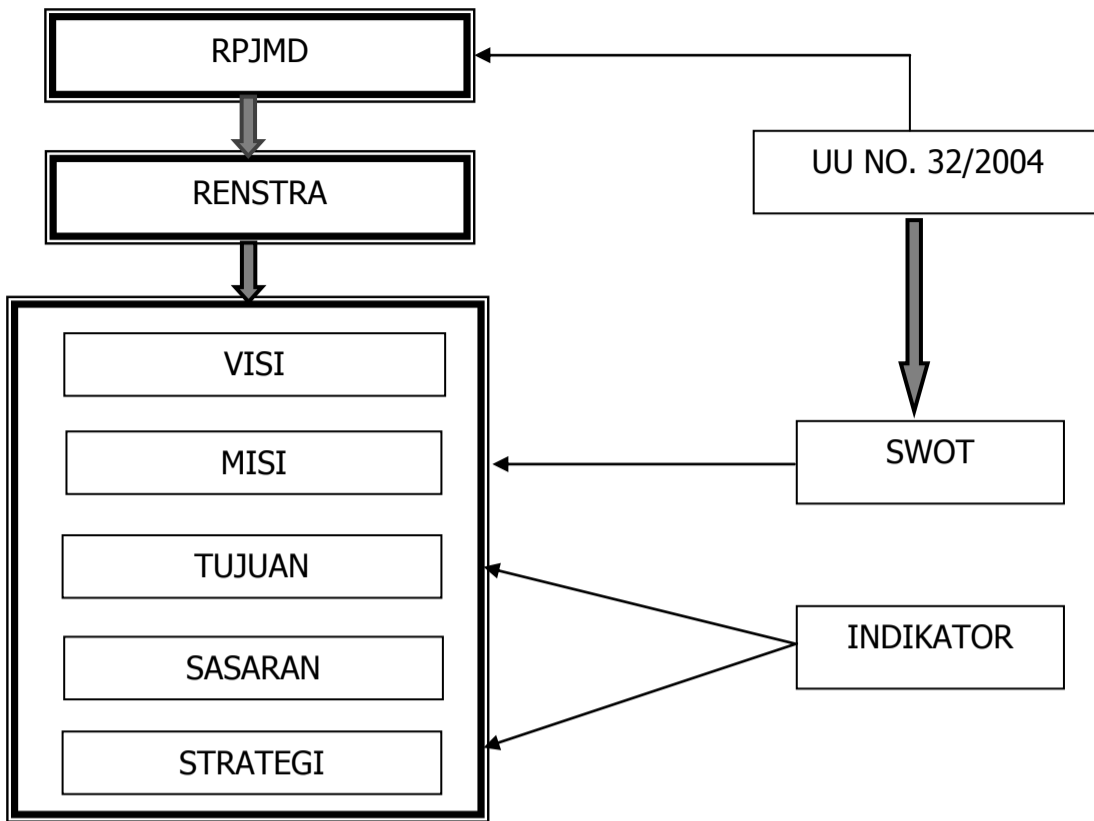 RPJMD
UU NO. 32/2004
RENSTRA
VISI
MISI
SWOT
TUJUAN
INDIKATOR
SASARAN
STRATEGI